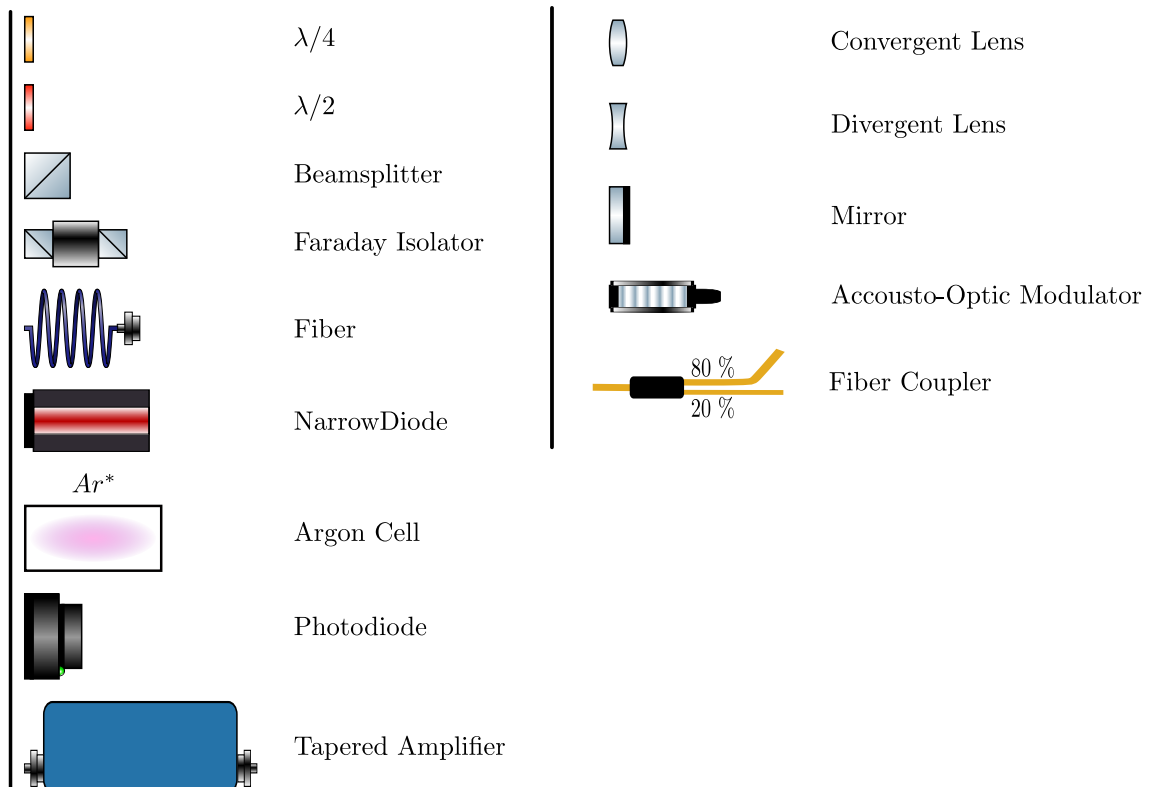 λ/4
λ/2
Beamsplitter
Faraday Isolator
Fiber
NarrowDiode
Ar*
Argon Cell
Photodiode
Tapered Amplifier
Convergent Lens
Divergent Lens
Mirror
Accousto-Optic Modulator
80 %
20 %
Fiber Coupler